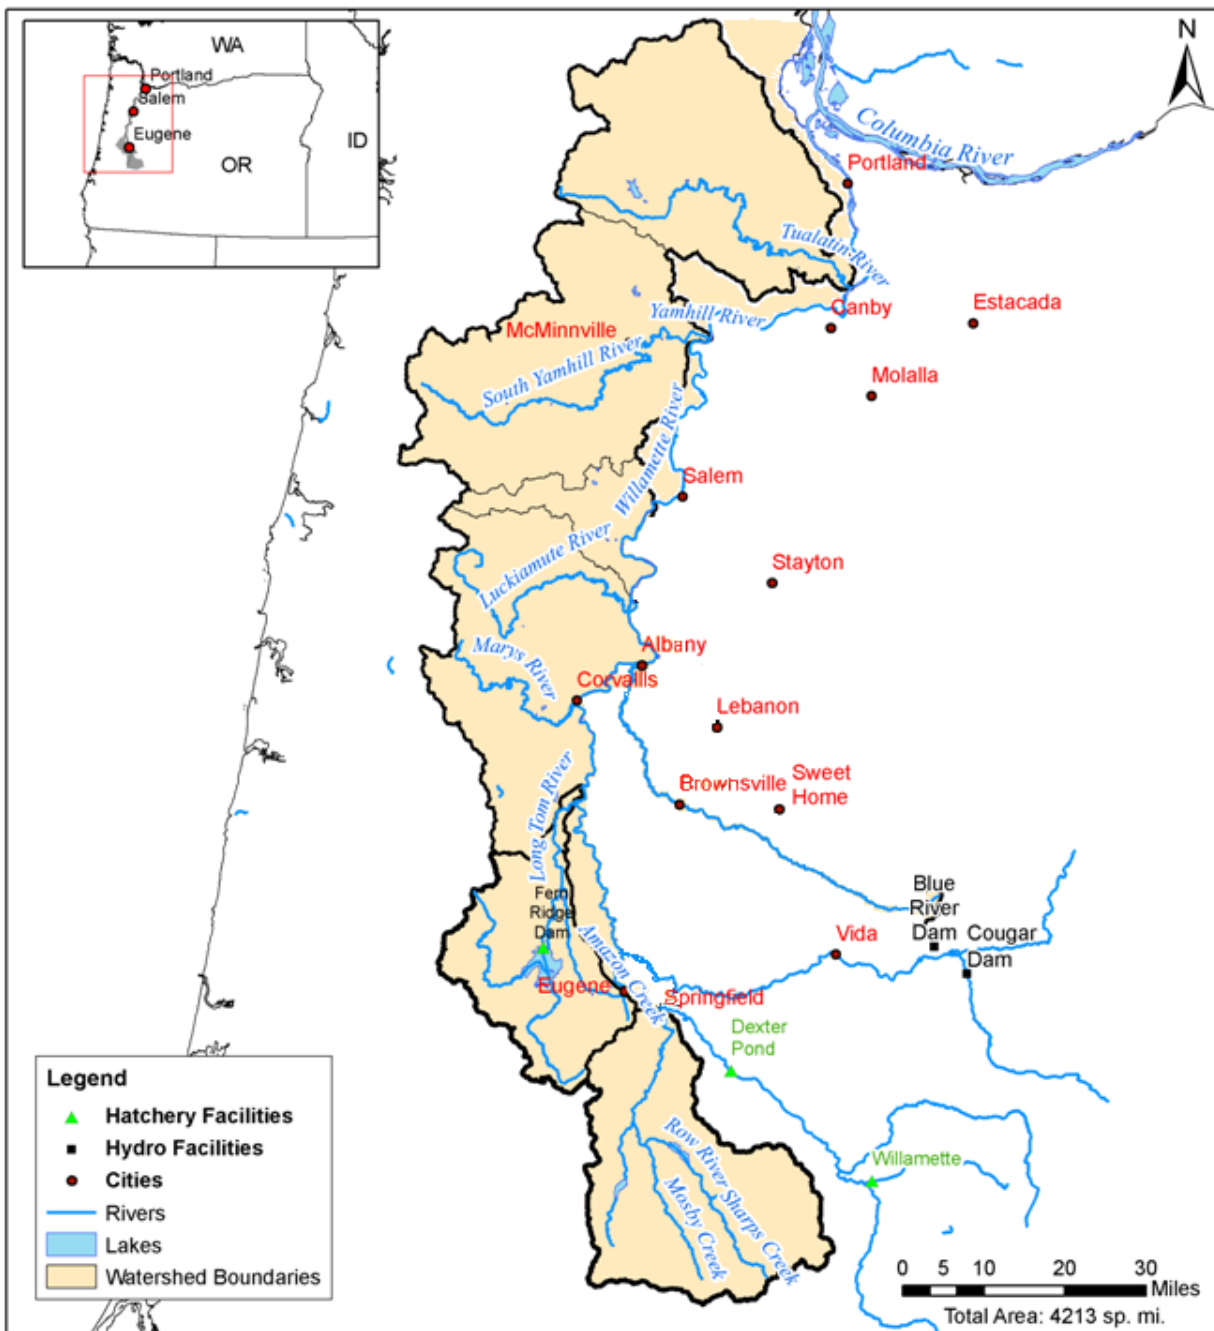 WA
Portland
Salem
Eugene
OR
ID
N
Columbia River
Portland
Tualatin River
Canby
Estacada
Yamhill River
McMinnville
South Yamhill River
Molalla
Willamette River
Salem
Luckiamute River
Stayton
Albany
Marys River
Corvallis
Lebanon
Brownsville
Sweet
Home
Long Tom River
Fern
Ridge
Dam
Blue
River
Dam
Cougar
Dam
Vida
Amazon Creek
Eugene
Springfield
Dexter
Pond
Willamette
Row River Sharps Creek
Mosby Creek
Legend
Hatchery Facilities
Hydro Facilities
Cities
Rivers
Lakes
Watershed Boundaries
0 5 10 20 30
Miles
Total Area: 4213 sp. mi.